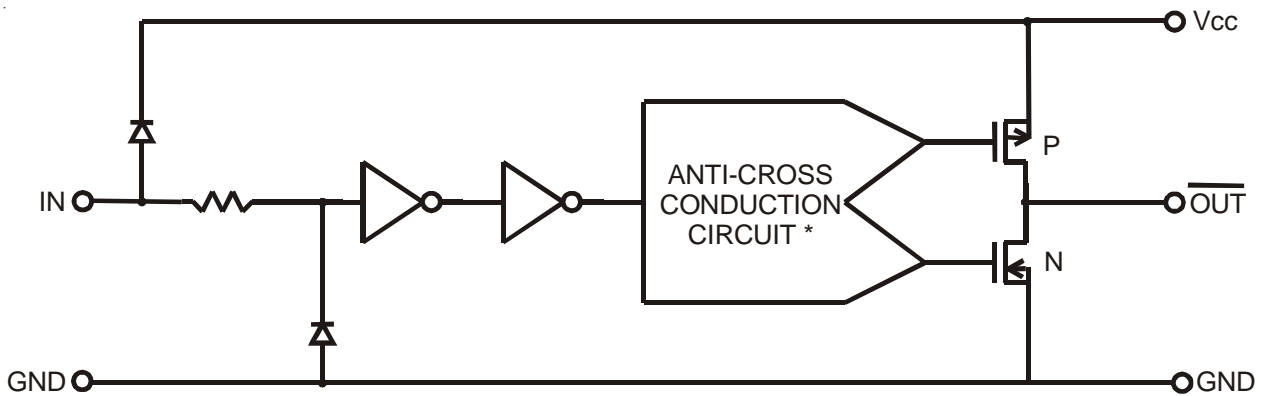 Vcc
P
ANTI-CROSS
CONDUCTION
CIRCUIT *
IN
OUT
N
GND
GND